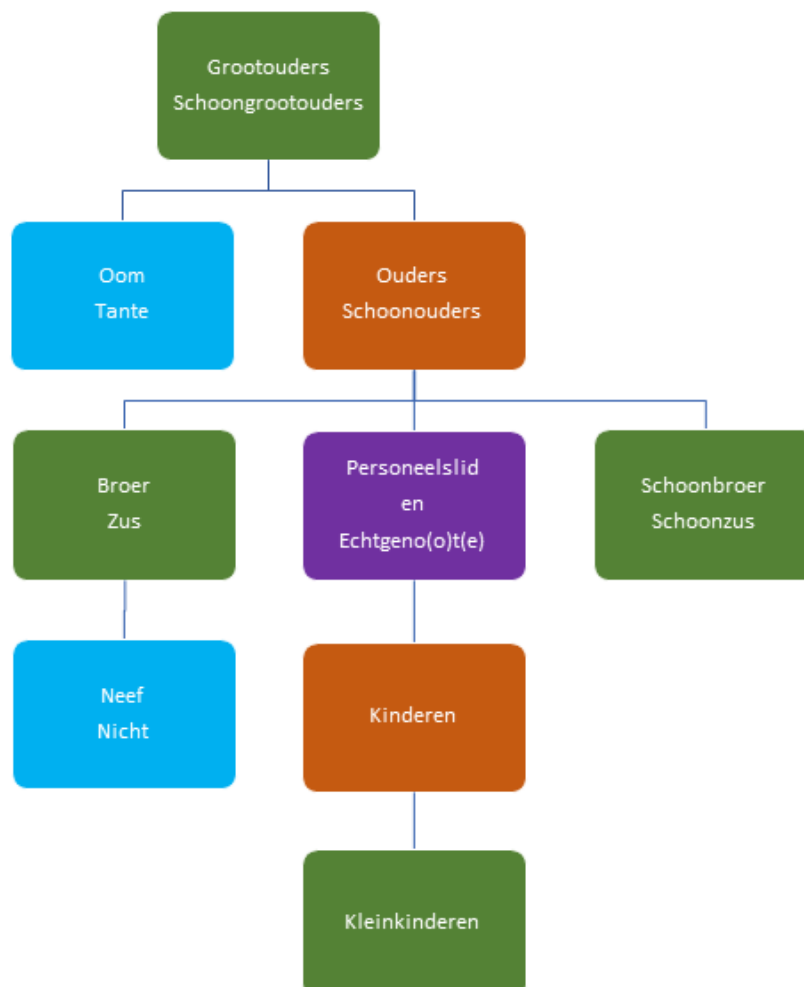 Grootouders
Schoongrootouders
Oom
Tante
Ouders
Schoonouders
Broer
Zus
Personeelslid
en
Echtgeno(o)t(e)
Schoonbroer
Schoonzus
Neef
Nicht
Kinderen
Kleinkinderen